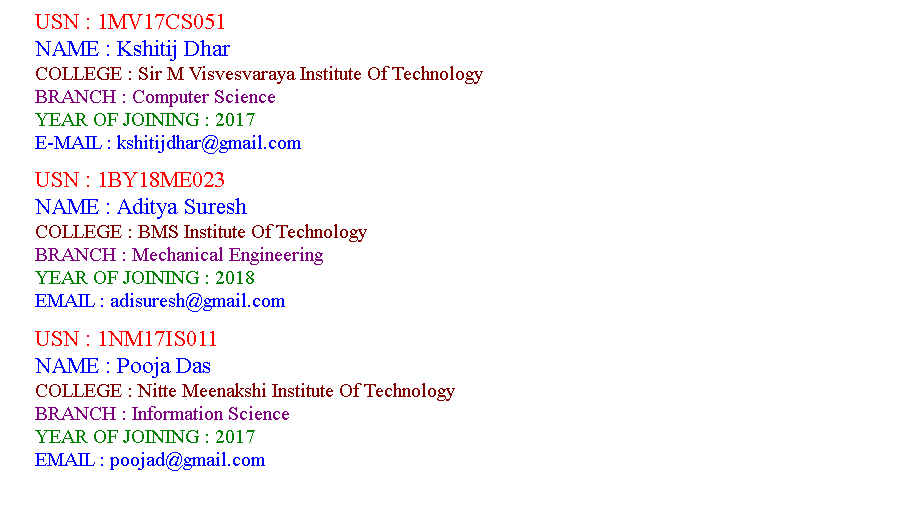 USN : 1MV17CS051
NAME : Kshitij Dhar
COLLEGE : Sir M Visvesvaraya Institute Of Technology
BRANCH : Computer Science
YEAR OF JOINING : 2017
E-MAIL : kshitijdhar@gmail.com
USN : 1BY18ME023
NAME : Aditya Suresh
COLLEGE : BMS Institute Of Technology
BRANCH : Mechanical Engineering
YEAR OF JOINING : 2018
EMAIL : adisuresh@gmail.com
USN : 1NM17IS011
NAME : Pooja Das
COLLEGE : Nitte Meenakshi Institute Of Technology
BRANCH : Information Science
YEAR OF JOINING : 2017
EMAIL : poojad@gmail.com